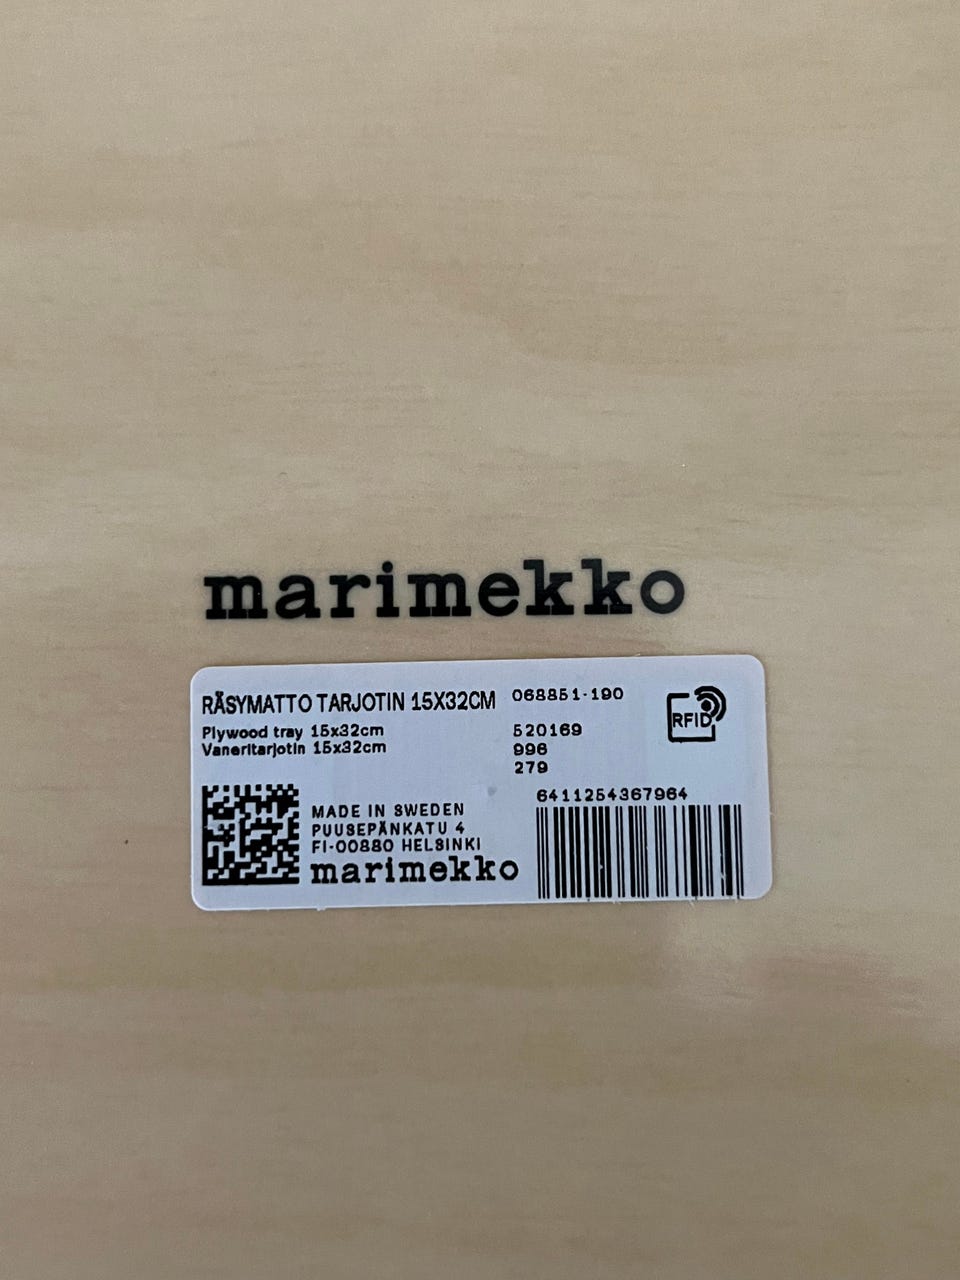 marimekko
RÄSYMATTO TARJOTIN 15X32CM 068851-190
RFID
Plywood tray 15x32cm 520169
Vaneritarjotin 15x32cm 996
279
6411254367964
MADE IN SWEDEN
PUUSEPÄNKATU 4
FI-00880 HELSINKI
marimekko